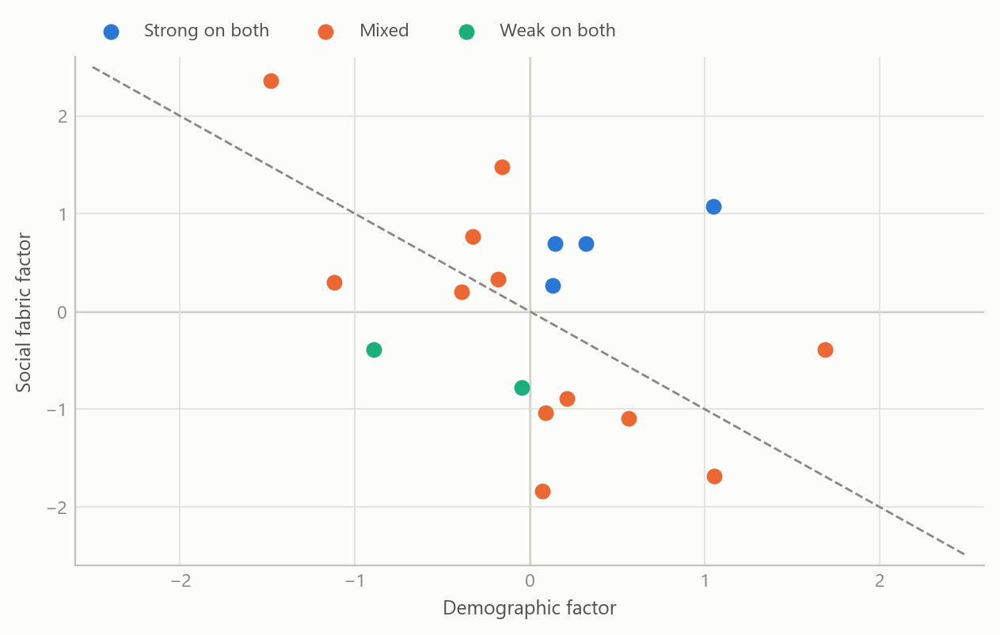 Strong on both Mixed Weak on both
Social fabric factor
2
1
0
−1
−2
−2 −1 0 1 2
Demographic factor